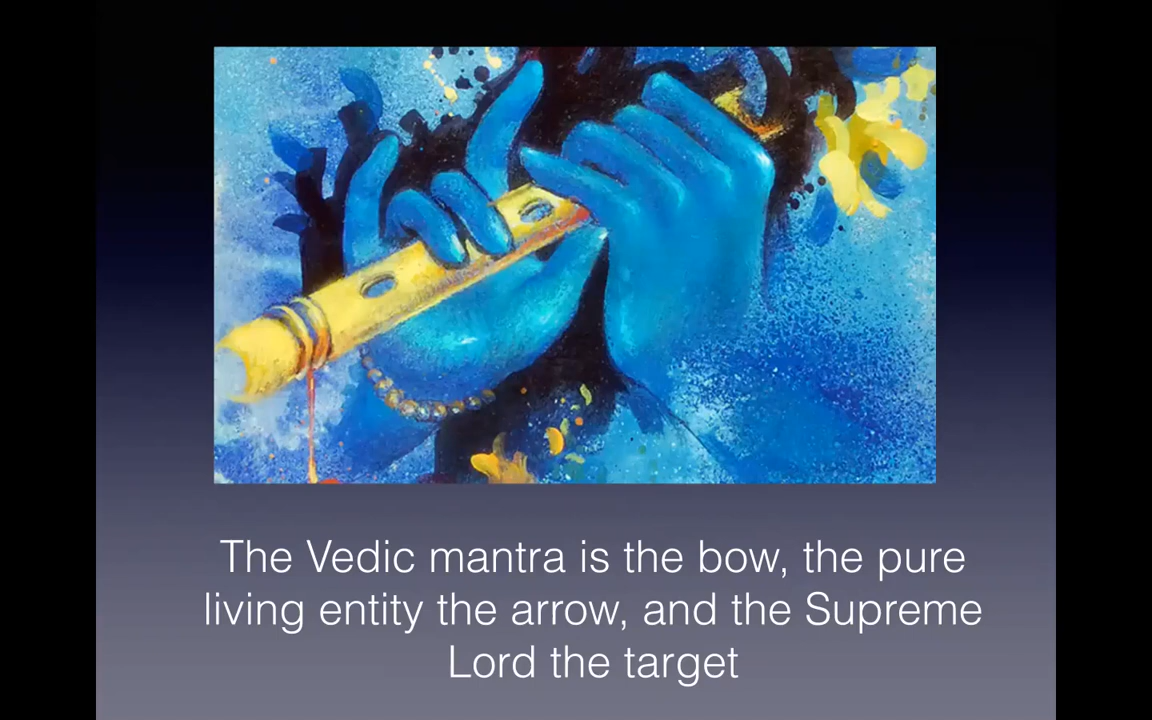 The Vedic mantra is the bow, the pure
living entity the arrow, and the Supreme
Lord the target